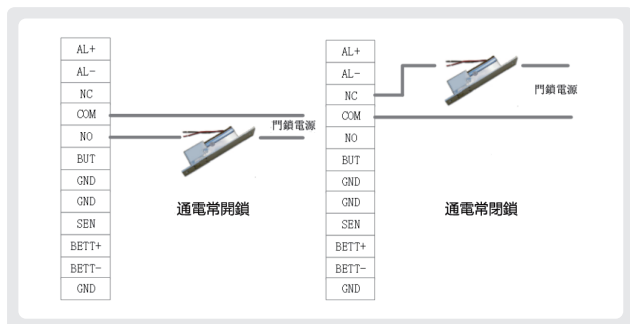 AL+
AL-
NC
COM
NO
BUT
GND
GND
SEN
BETT+
BETT-
GND
門鎖電源
通電常開鎖
AL+
AL-
NC
COM
NO
BUT
GND
GND
SEN
BETT+
BETT-
GND
門鎖電源
通電常閉鎖